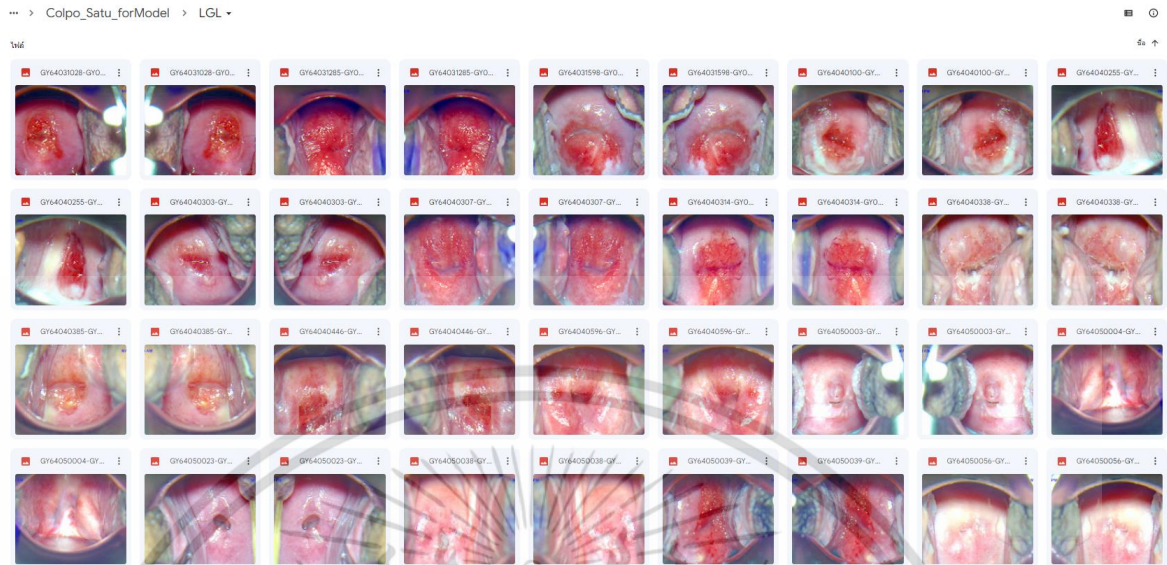 ··· > Colpo_Satu_forModel > LGL
ไฟล์
ชื่อ ↑
GY64031028-GY0... GY64031028-GY0... GY64031285-GY0... GY64031285-GY0... GY64031598-GY0... GY64031598-GY0... GY64040100-GY... GY64040100-GY... GY64040255-GY...
GY64040255-GY... GY64040303-GY... GY64040303-GY... GY64040307-GY... GY64040307-GY... GY64040314-GY0... GY64040314-GY0... GY64040338-GY... GY64040338-GY...
GY64040385-GY... GY64040385-GY... GY64040446-GY... GY64040446-GY... GY64040596-GY... GY64040596-GY... GY64050003-GY... GY64050003-GY... GY64050004-GY...
GY64050004-GY... GY64050023-GY... GY64050023-GY... GY64050038-GY... GY64050038-GY... GY64050039-GY... GY64050039-GY... GY64050056-GY... GY64050056-GY...